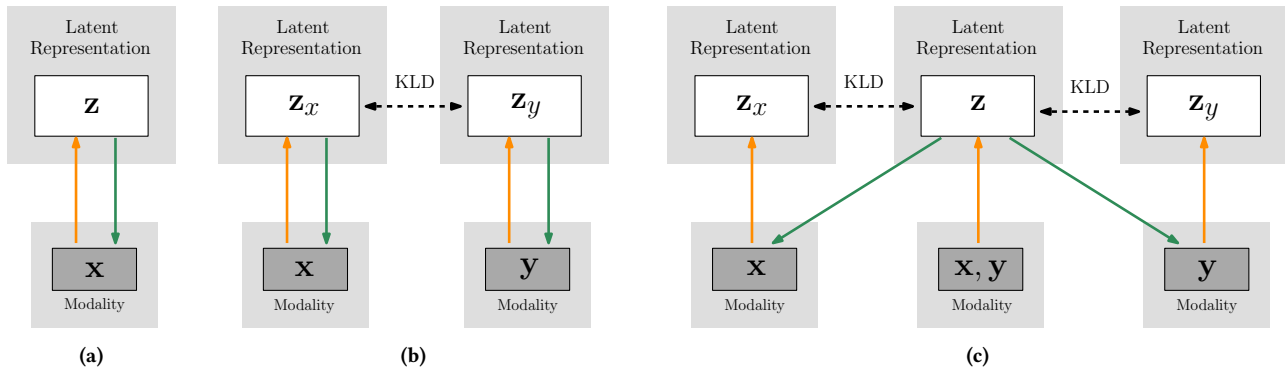 Latent
Representation
z
x
Modality
(a)
Latent
Representation
z_x
x
Modality
KLD
Latent
Representation
z_y
y
Modality
(b)
Latent
Representation
z_x
x
Modality
KLD
Latent
Representation
z
x, y
Modality
KLD
Latent
Representation
z_y
y
Modality
(c)